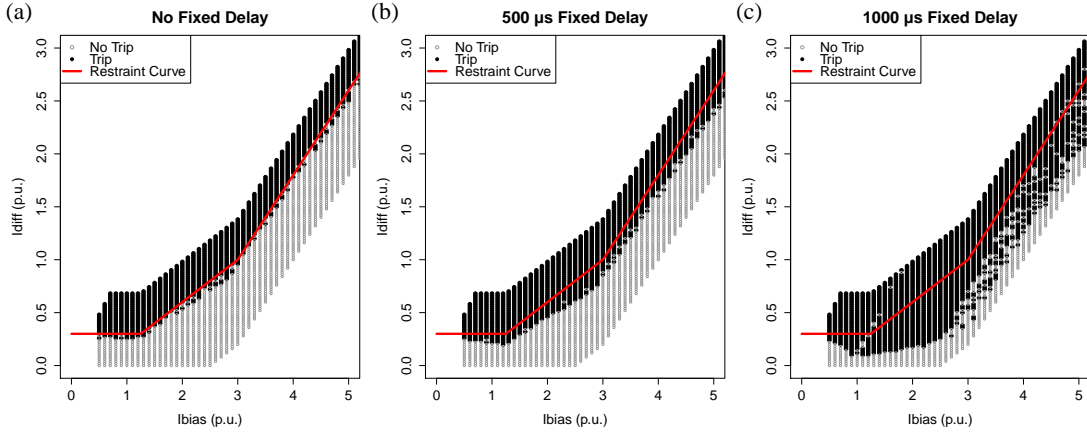 (a)
No Fixed Delay
No Trip
Trip
Restraint Curve
Idiff (p.u.)
0.0 0.5 1.0 1.5 2.0 2.5 3.0
0 1 2 3 4 5
Ibias (p.u.)
(b)
500 µs Fixed Delay
No Trip
Trip
Restraint Curve
Idiff (p.u.)
0.0 0.5 1.0 1.5 2.0 2.5 3.0
0 1 2 3 4 5
Ibias (p.u.)
(c)
1000 µs Fixed Delay
No Trip
Trip
Restraint Curve
Idiff (p.u.)
0.0 0.5 1.0 1.5 2.0 2.5 3.0
0 1 2 3 4 5
Ibias (p.u.)